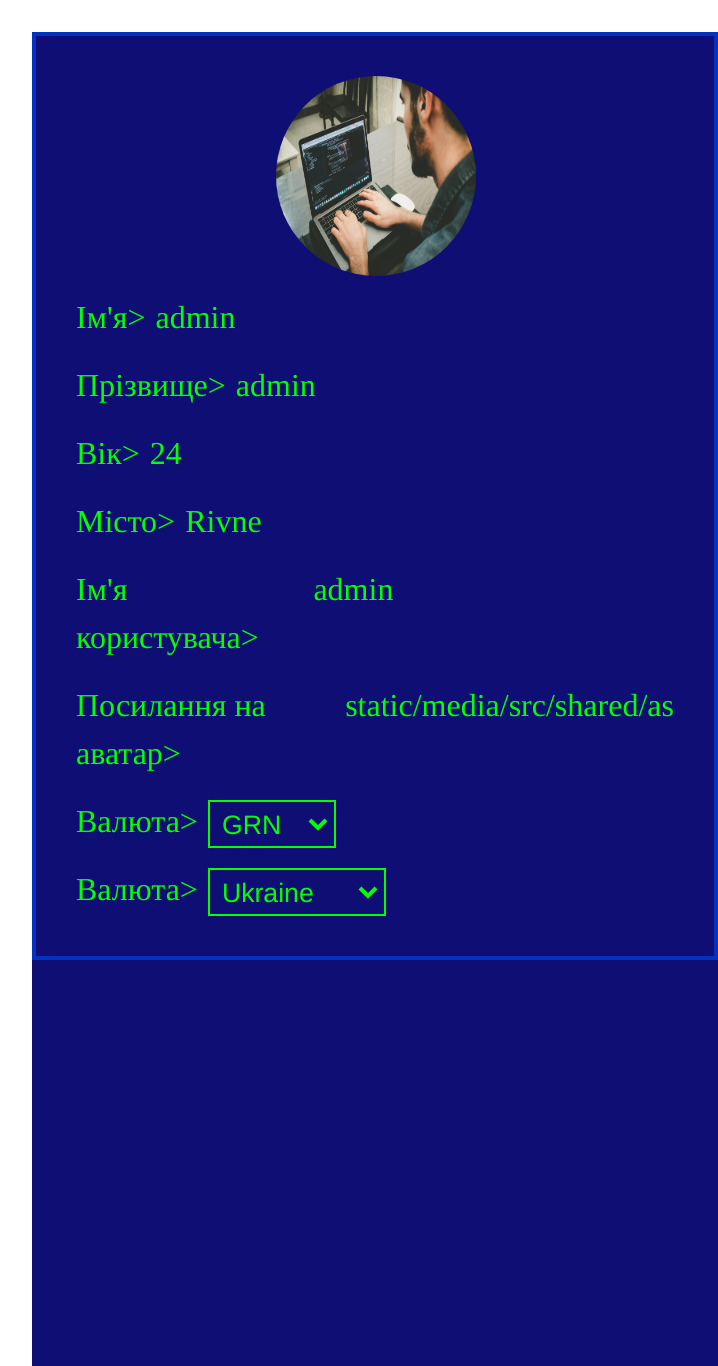 Ім'я> admin
Прізвище> admin
Вік> 24
Місто> Rivne
Ім'я admin
користувача>
Посилання на static/media/src/shared/as
аватар>
Валюта> GRN
Валюта> Ukraine